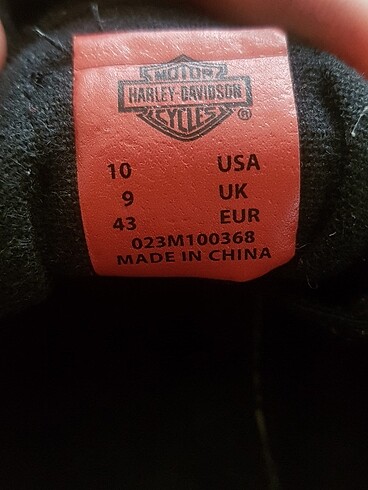 MOTOR
HARLEY-DAVIDSON
CYCLES ®
10 USA
9 UK
43 EUR
023M100368
MADE IN CHINA